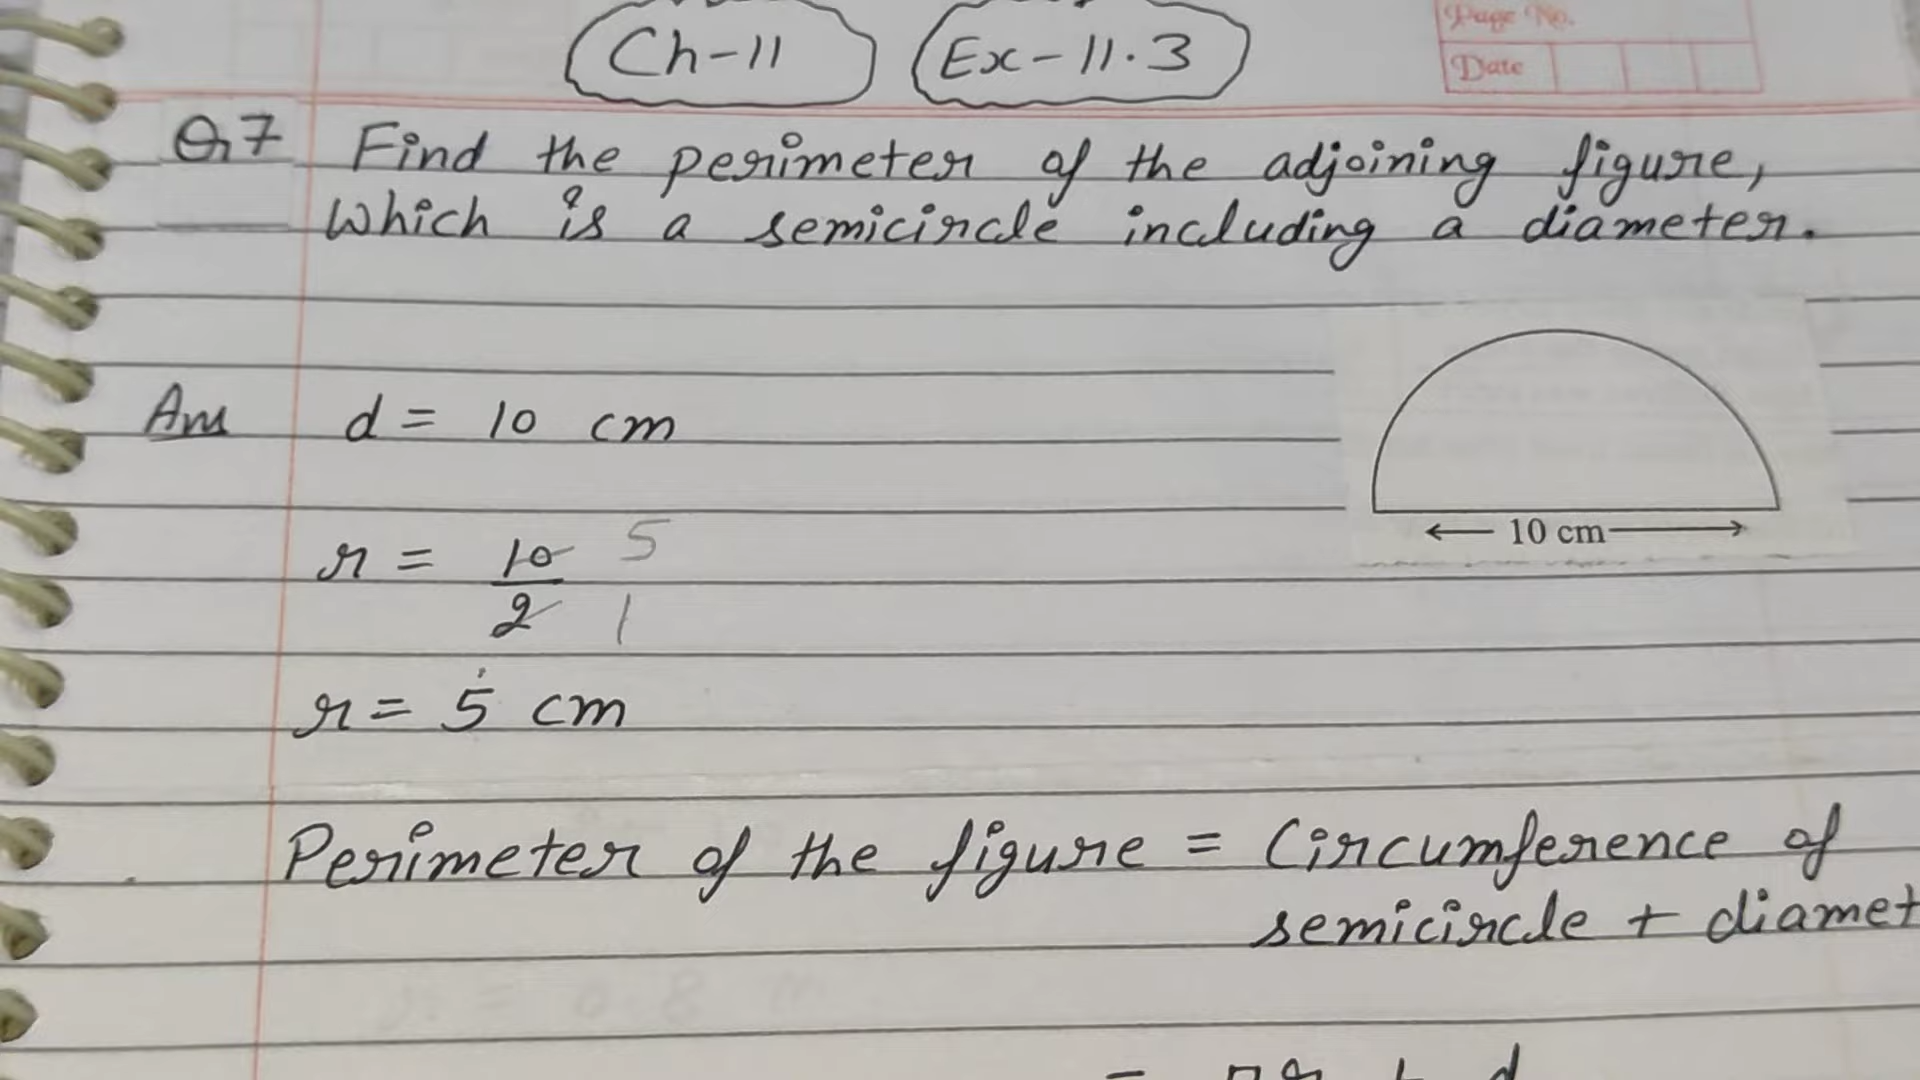 Page No.
Ch-11 Ex-11.3
Date
Q7 Find the perimeter of the adjoining figure,
which is a semicircle including a diameter.
Ans d = 10 cm
10 cm
r = 10/2 5 1
r = 5 cm
Perimeter of the figure = Circumference of
semicircle + diamet
= πr + d